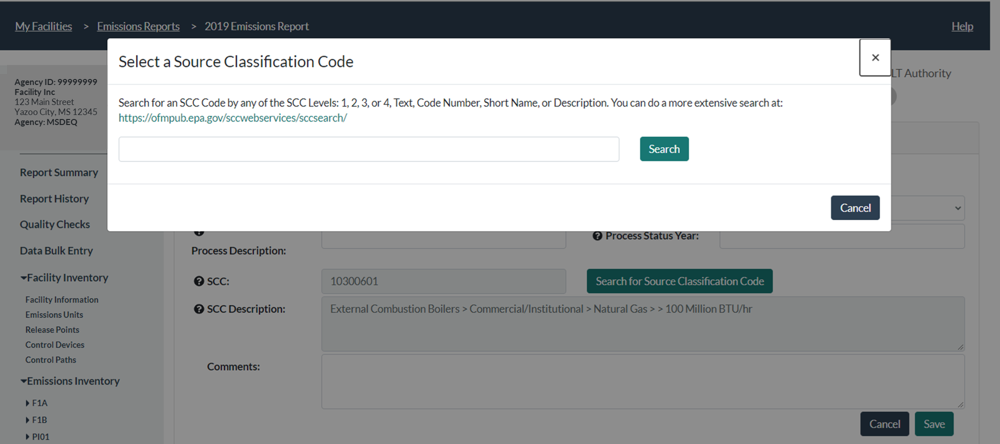 My Facilities > Emissions Reports > 2019 Emissions Report
Help
Select a Source Classification Code
×
LT Authority
Agency ID: 99999999
Facility Inc
123 Main Street
Yazoo City, MS 12345
Agency: MSDEQ
Search for an SCC Code by any of the SCC Levels: 1, 2, 3, or 4, Text, Code Number, Short Name, or Description. You can do a more extensive search at:
https://ofmpub.epa.gov/sccwebservices/sccsearch/
Search
Cancel
Report Summary
Report History
Quality Checks
Data Bulk Entry
Facility Inventory
Facility Information
Emissions Units
Release Points
Control Devices
Control Paths
Emissions Inventory
F1A
F1B
PI01
Process Description:
? Process Status Year:
? SCC:
10300601
Search for Source Classification Code
? SCC Description:
External Combustion Boilers > Commercial/Institutional > Natural Gas > > 100 Million BTU/hr
Comments:
Cancel
Save